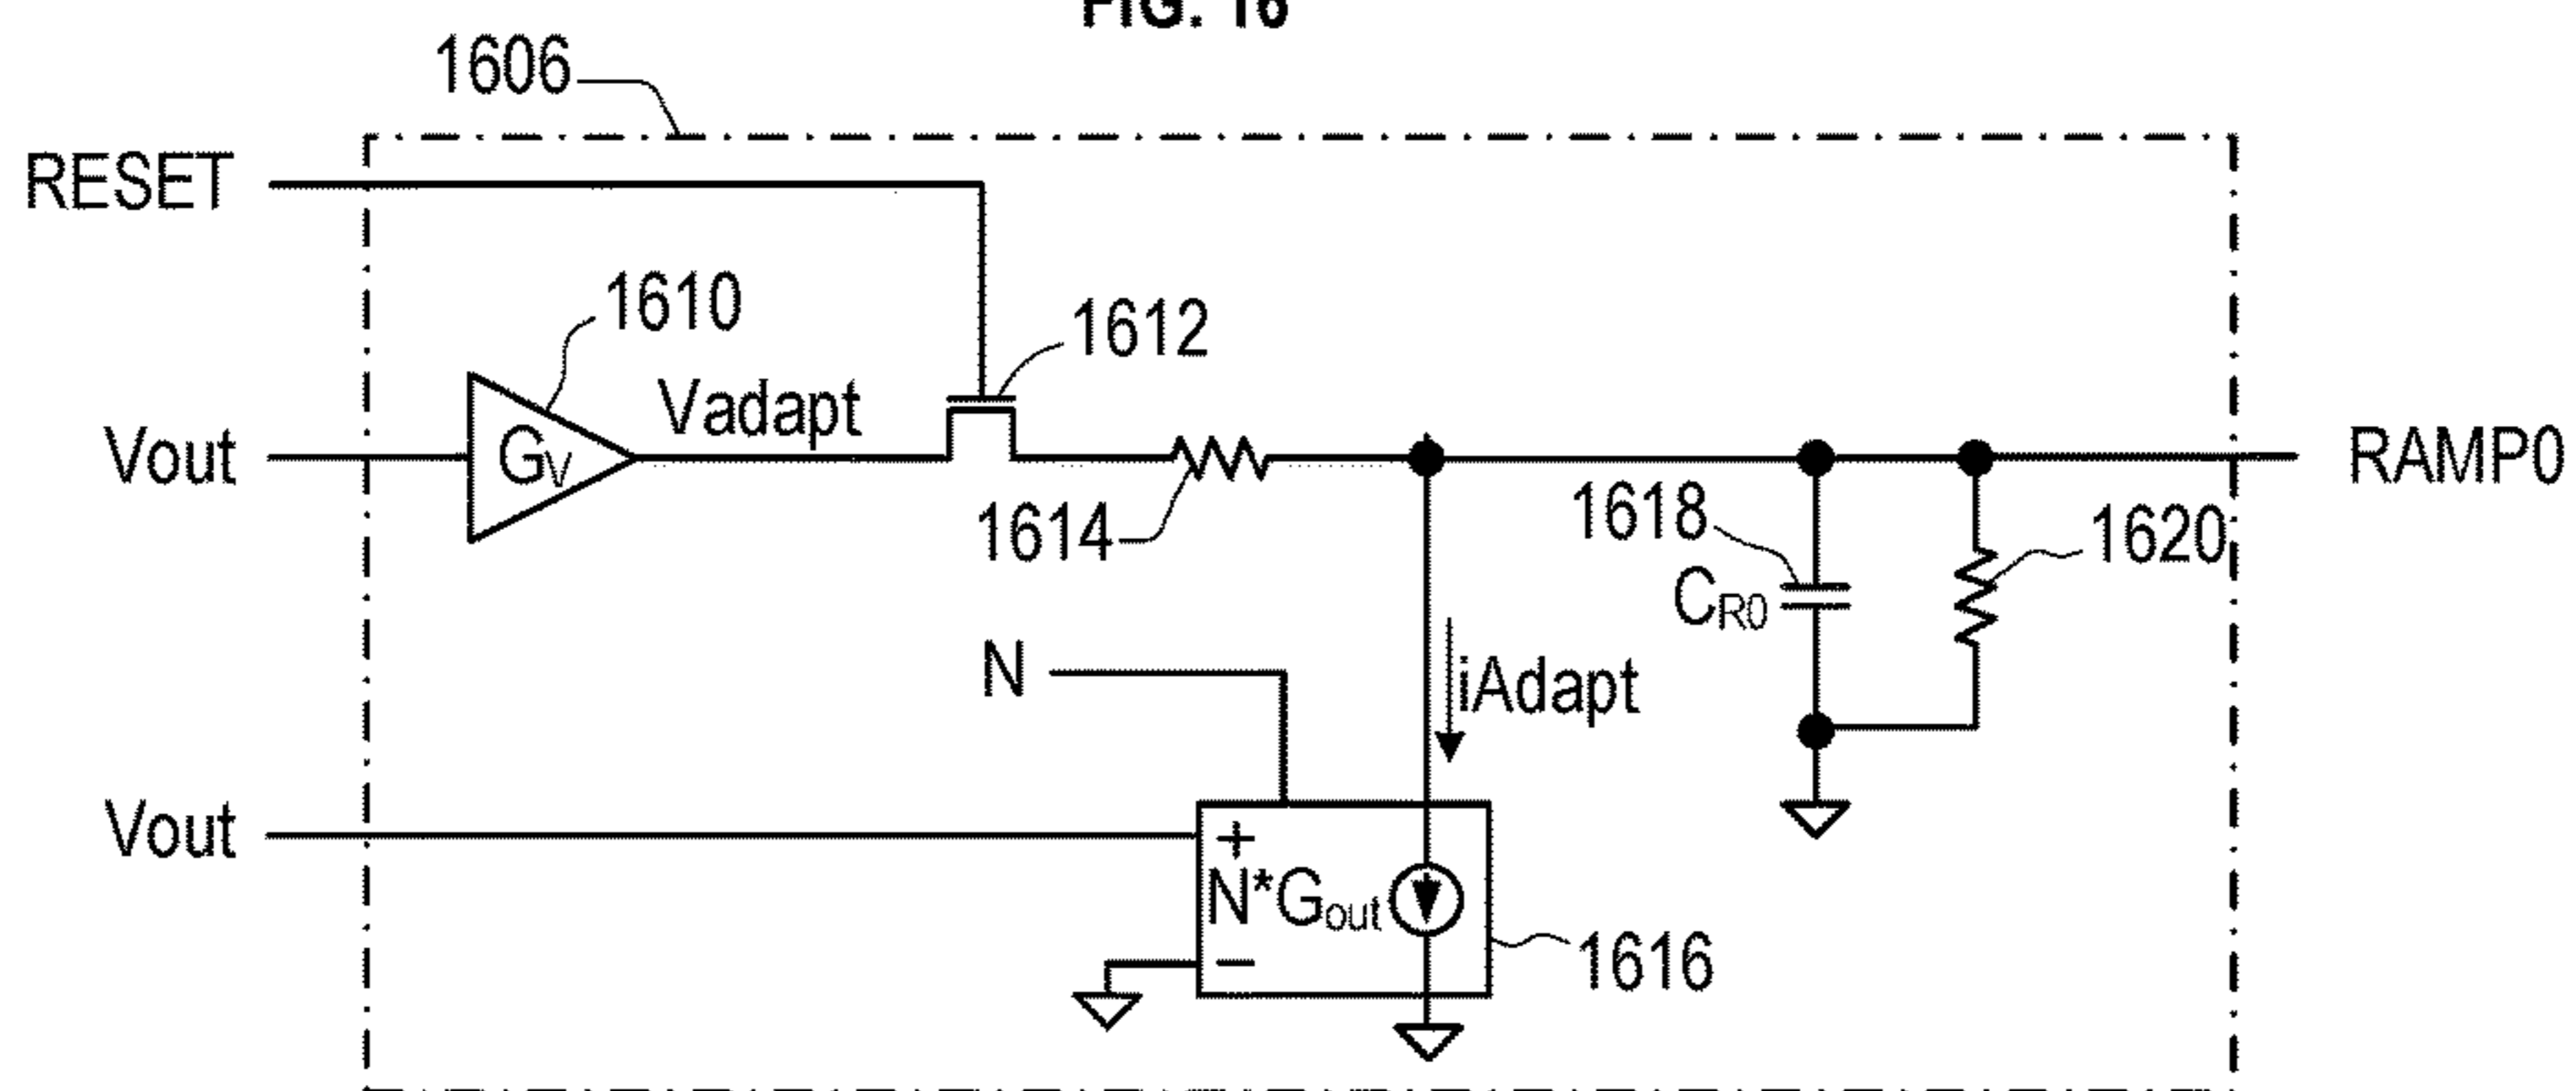 FIG. 16
1606
RESET
1610
1612
Vadapt
Vout
GV
RAMP0
1614
1618
1620
CR0
N
iAdapt
Vout
+
N*Gout
−
1616